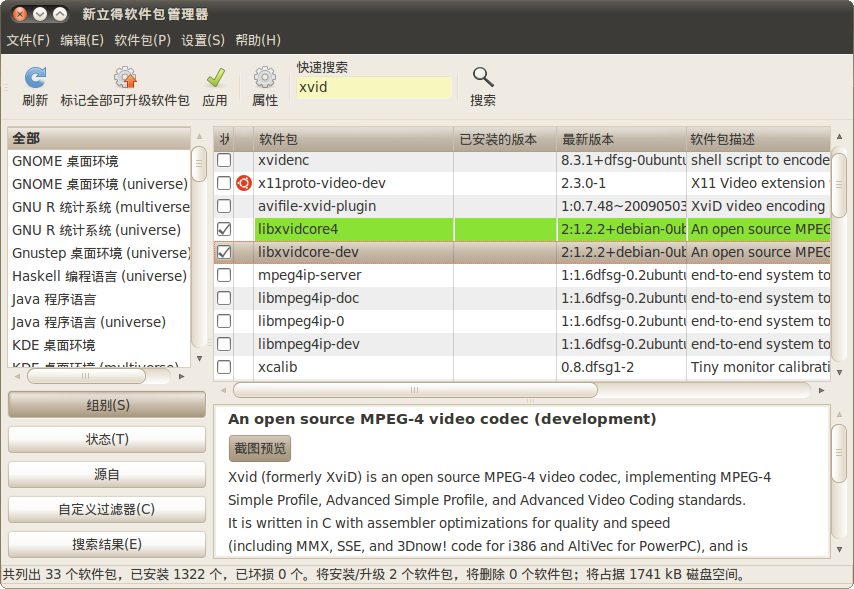 新立得软件包管理器
文件(F) 编辑(E) 软件包(P) 设置(S) 帮助(H)
刷新 标记全部可升级软件包 应用 属性
快速搜索
xvid
搜索
全部
GNOME 桌面环境
GNOME 桌面环境 (universe)
GNU R 统计系统 (multiverse
GNU R 统计系统 (universe)
Gnustep 桌面环境 (universe)
Haskell 编程语言 (universe)
Java 程序语言
Java 程序语言 (universe)
KDE 桌面环境
KDE 桌面环境 (multiverse)
组别(S)
状态(T)
源自
自定义过滤器(C)
搜索结果(E)
状 软件包 已安装的版本 最新版本 软件包描述
xvidenc 8.3.1+dfsg-0ubuntu shell script to encode
x11proto-video-dev 2.3.0-1 X11 Video extension
avifile-xvid-plugin 1:0.7.48~20090503 XviD video encoding
libxvidcore4 2:1.2.2+debian-0ub An open source MPEG
libxvidcore-dev 2:1.2.2+debian-0ub An open source MPEG
mpeg4ip-server 1:1.6dfsg-0.2ubuntu end-to-end system to
libmpeg4ip-doc 1:1.6dfsg-0.2ubuntu end-to-end system to
libmpeg4ip-0 1:1.6dfsg-0.2ubuntu end-to-end system to
libmpeg4ip-dev 1:1.6dfsg-0.2ubuntu end-to-end system to
xcalib 0.8.dfsg1-2 Tiny monitor calibrati
An open source MPEG-4 video codec (development)
截图预览
Xvid (formerly XviD) is an open source MPEG-4 video codec, implementing MPEG-4
Simple Profile, Advanced Simple Profile, and Advanced Video Coding standards.
It is written in C with assembler optimizations for quality and speed
(including MMX, SSE, and 3Dnow! code for i386 and AltiVec for PowerPC), and is
共列出 33 个软件包，已安装 1322 个，已坏损 0 个。将安装/升级 2 个软件包，将删除 0 个软件包；将占据 1741 kB 磁盘空间。